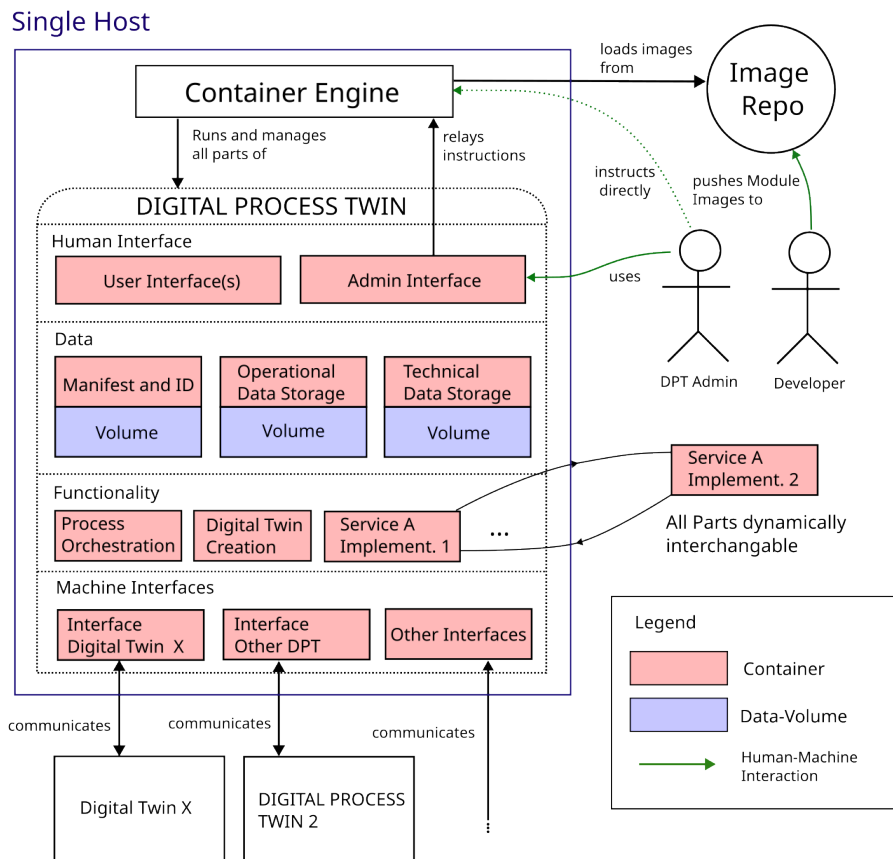 Single Host
Container Engine
loads images
from
Image
Repo
Runs and manages
all parts of
relays
instructions
instructs
directly
pushes Module
Images to
DIGITAL PROCESS TWIN
Human Interface
User Interface(s)
Admin Interface
uses
DPT Admin
Developer
Data
Manifest and ID
Volume
Operational
Data Storage
Volume
Technical
Data Storage
Volume
Functionality
Process
Orchestration
Digital Twin
Creation
Service A
Implement. 1
...
Service A
Implement. 2
All Parts dynamically
interchangable
Machine Interfaces
Interface
Digital Twin X
Interface
Other DPT
Other Interfaces
communicates
communicates
communicates
Digital Twin X
DIGITAL PROCESS
TWIN 2
Legend
Container
Data-Volume
Human-Machine
Interaction